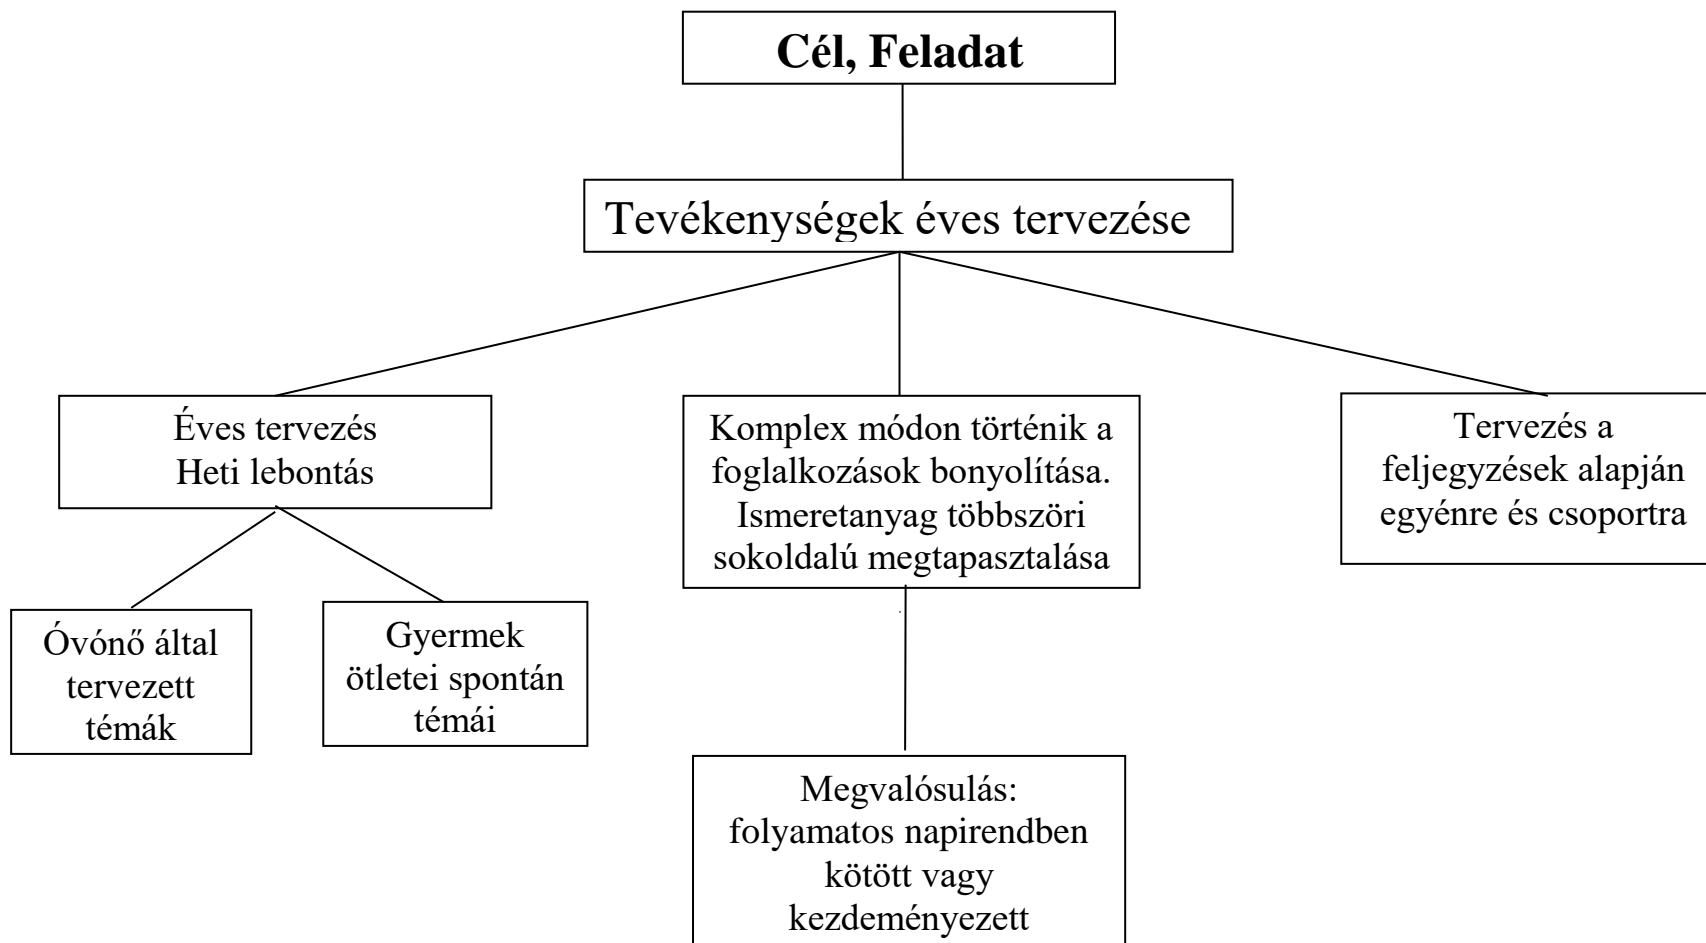 Cél, Feladat
Tevékenységek éves tervezése
Éves tervezés
Heti lebontás
Komplex módon történik a
foglalkozások bonyolítása.
Ismeretanyag többszöri
sokoldalú megtapasztalása
Tervezés a
feljegyzések alapján
egyénre és csoportra
Óvónő által
tervezett
témák
Gyermek
ötletei spontán
témái
Megvalósulás:
folyamatos napirendben
kötött vagy
kezdeményezett